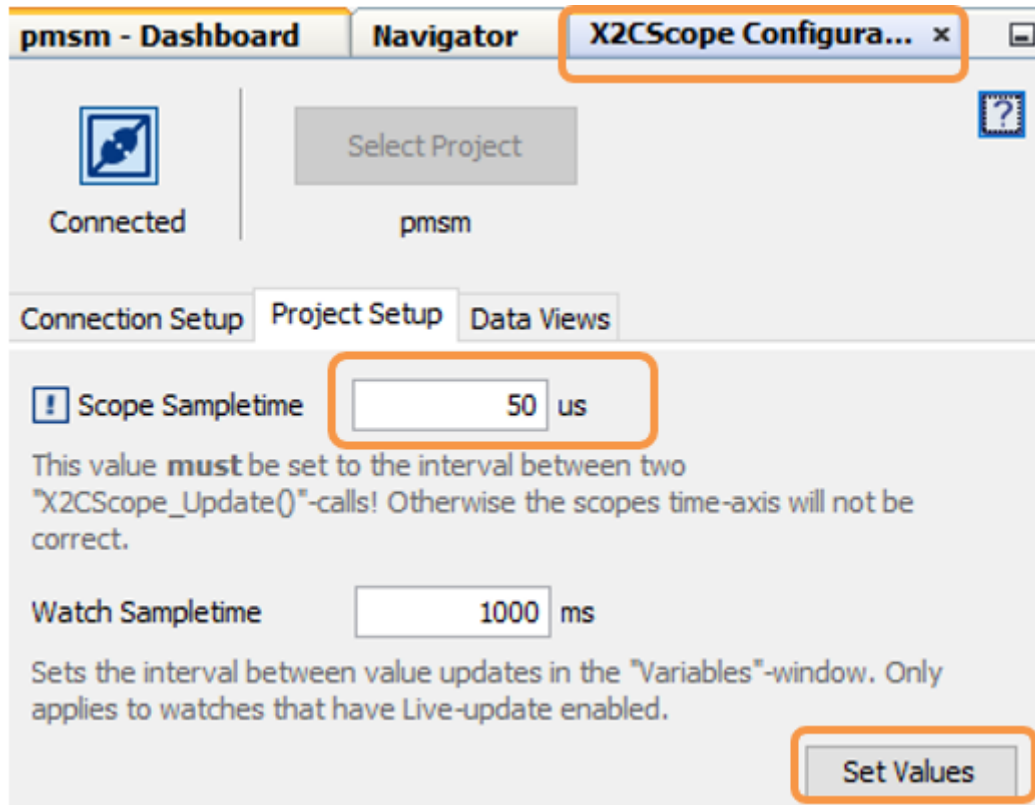 pmsm - Dashboard Navigator X2CScope Configura... ×
?
Select Project
Connected pmsm
Connection Setup Project Setup Data Views
! Scope Sampletime 50 us
This value must be set to the interval between two
"X2CScope_Update()"-calls! Otherwise the scopes time-axis will not be
correct.
Watch Sampletime 1000 ms
Sets the interval between value updates in the "Variables"-window. Only
applies to watches that have Live-update enabled.
Set Values